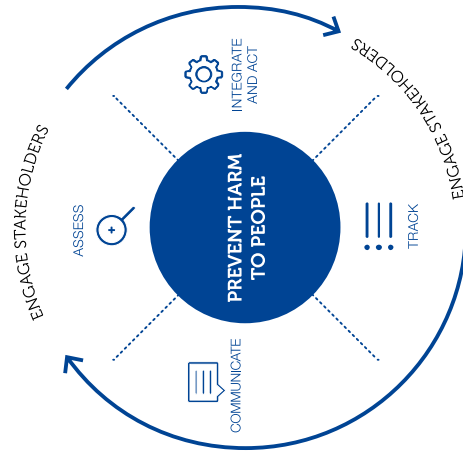 ENGAGE STAKEHOLDERS
ASSESS
INTEGRATE
AND ACT
PREVENT HARM
TO PEOPLE
COMMUNICATE
TRACK
ENGAGE STAKEHOLDERS